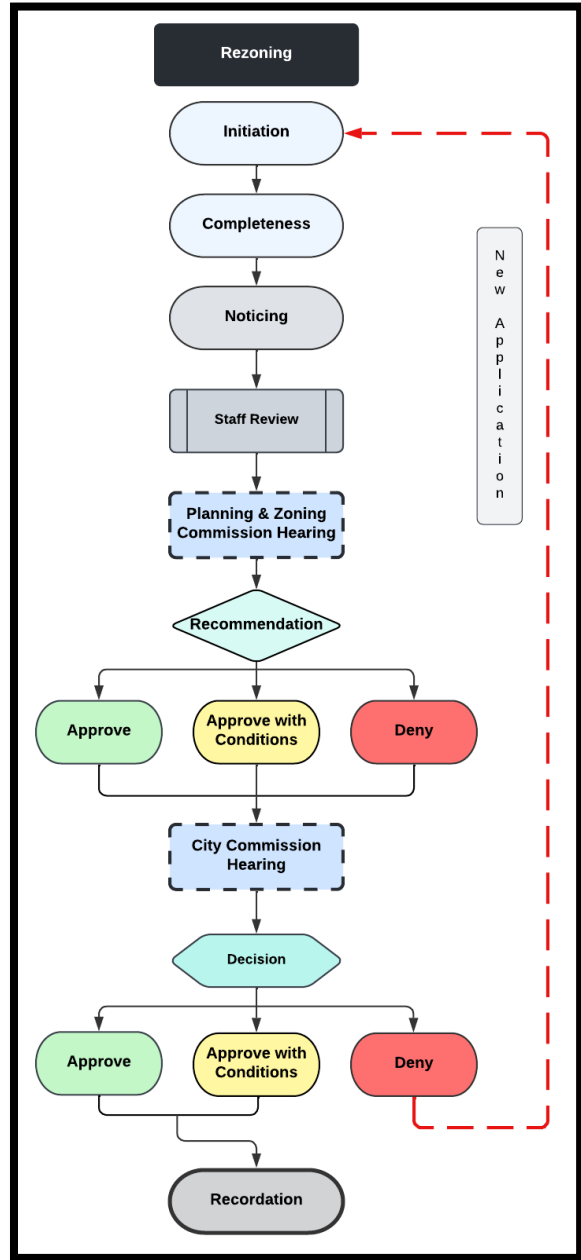 Rezoning
Initiation
Completeness
Noticing
Staff Review
Planning & Zoning
Commission Hearing
Recommendation
Approve
Approve with
Conditions
Deny
City Commission
Hearing
Decision
Approve
Approve with
Conditions
Deny
Recordation
New Application